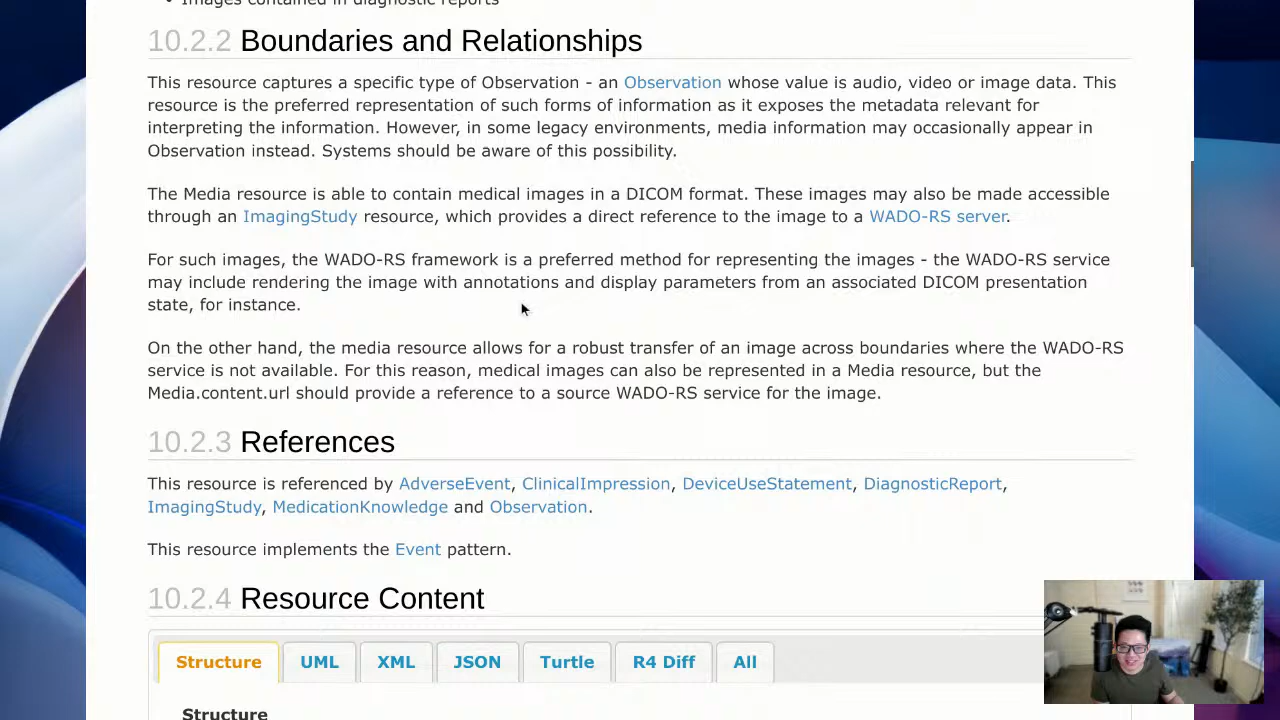 Images contained in diagnostic reports
10.2.2 Boundaries and Relationships
This resource captures a specific type of Observation - an Observation whose value is audio, video or image data. This
resource is the preferred representation of such forms of information as it exposes the metadata relevant for
interpreting the information. However, in some legacy environments, media information may occasionally appear in
Observation instead. Systems should be aware of this possibility.
The Media resource is able to contain medical images in a DICOM format. These images may also be made accessible
through an ImagingStudy resource, which provides a direct reference to the image to a WADO-RS server.
For such images, the WADO-RS framework is a preferred method for representing the images - the WADO-RS service
may include rendering the image with annotations and display parameters from an associated DICOM presentation
state, for instance.
On the other hand, the media resource allows for a robust transfer of an image across boundaries where the WADO-RS
service is not available. For this reason, medical images can also be represented in a Media resource, but the
Media.content.url should provide a reference to a source WADO-RS service for the image.
10.2.3 References
This resource is referenced by AdverseEvent, ClinicalImpression, DeviceUseStatement, DiagnosticReport,
ImagingStudy, MedicationKnowledge and Observation.
This resource implements the Event pattern.
10.2.4 Resource Content
Structure UML XML JSON Turtle R4 Diff All
Structure